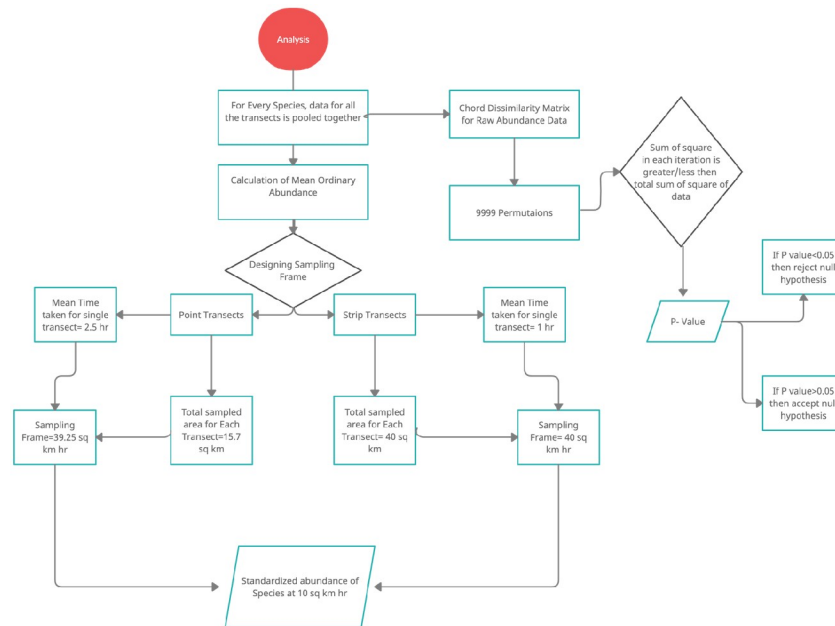 Analysis
For Every Species, data for all
the transects is pooled together
Chord Dissimilarity Matrix
for Raw Abundance Data
Calculation of Mean Ordinary
Abundance
9999 Permutaions
Sum of square
in each iteration is
greater/less then
total sum of square of
data
Designing Sampling
Frame
If P value<0.05
then reject null
hypothesis
Mean Time
taken for single
transect= 2.5 hr
Point Transects
Strip Transects
Mean Time
taken for single
transect= 1 hr
P- Value
Sampling
Frame=39.25 sq
km hr
Total sampled
area for Each
Transect=15.7
sq km
Total sampled
area for Each
Transect= 40 sq
km
Sampling
Frame= 40 sq
km hr
If P value>0.05
then accept null
hypothesis
Standardized abundance of
Species at 10 sq km hr